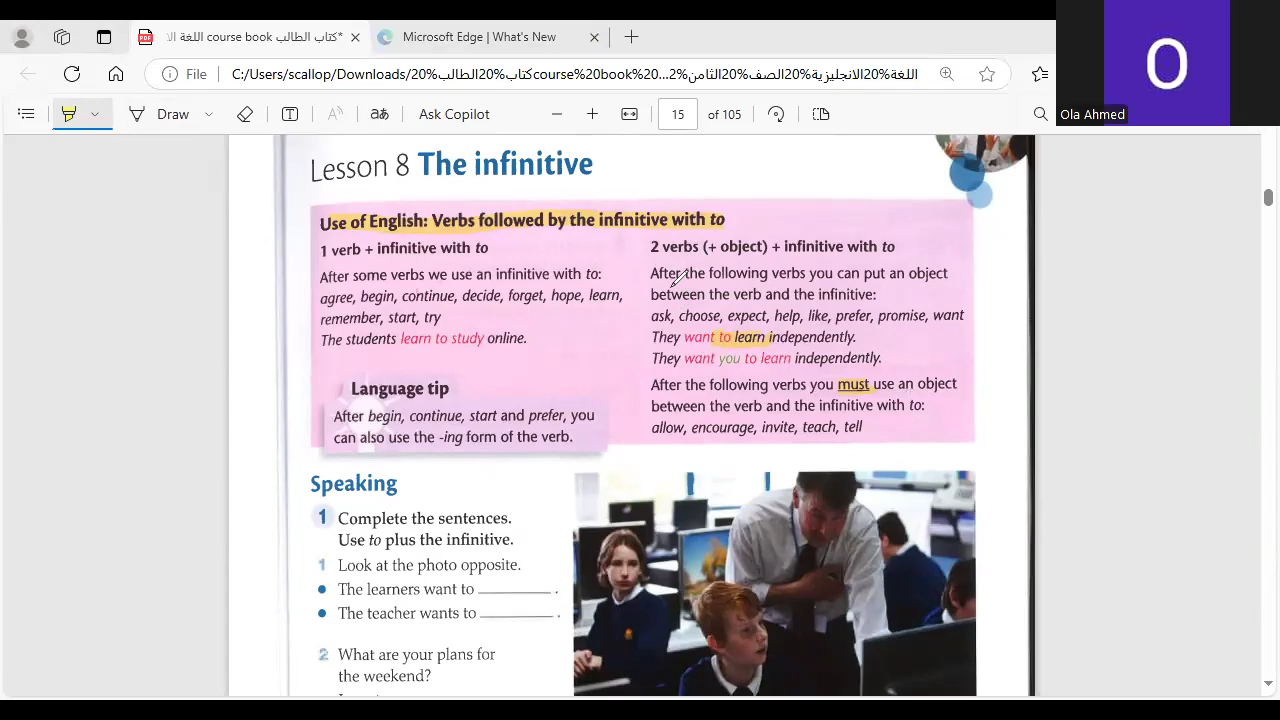 *كتاب الطالب course book اللغة الا
Microsoft Edge | What's New
File
C:/Users/scallop/Downloads/20%كتاب%20الطالب%course%20book%20...2%اللغة%20الانجليزية%20الصف%20الثامن
Draw
Ask Copilot
15 of 105
O
Ola Ahmed
Lesson 8 The infinitive
Use of English: Verbs followed by the infinitive with to
1 verb + infinitive with to
After some verbs we use an infinitive with to:
agree, begin, continue, decide, forget, hope, learn,
remember, start, try
The students learn to study online.
Language tip
After begin, continue, start and prefer, you
can also use the -ing form of the verb.
2 verbs (+ object) + infinitive with to
After the following verbs you can put an object
between the verb and the infinitive:
ask, choose, expect, help, like, prefer, promise, want
They want to learn independently.
They want you to learn independently.
After the following verbs you must use an object
between the verb and the infinitive with to:
allow, encourage, invite, teach, tell
Speaking
1 Complete the sentences.
Use to plus the infinitive.
1 Look at the photo opposite.
• The learners want to ________ .
• The teacher wants to ________ .
2 What are your plans for
the weekend?